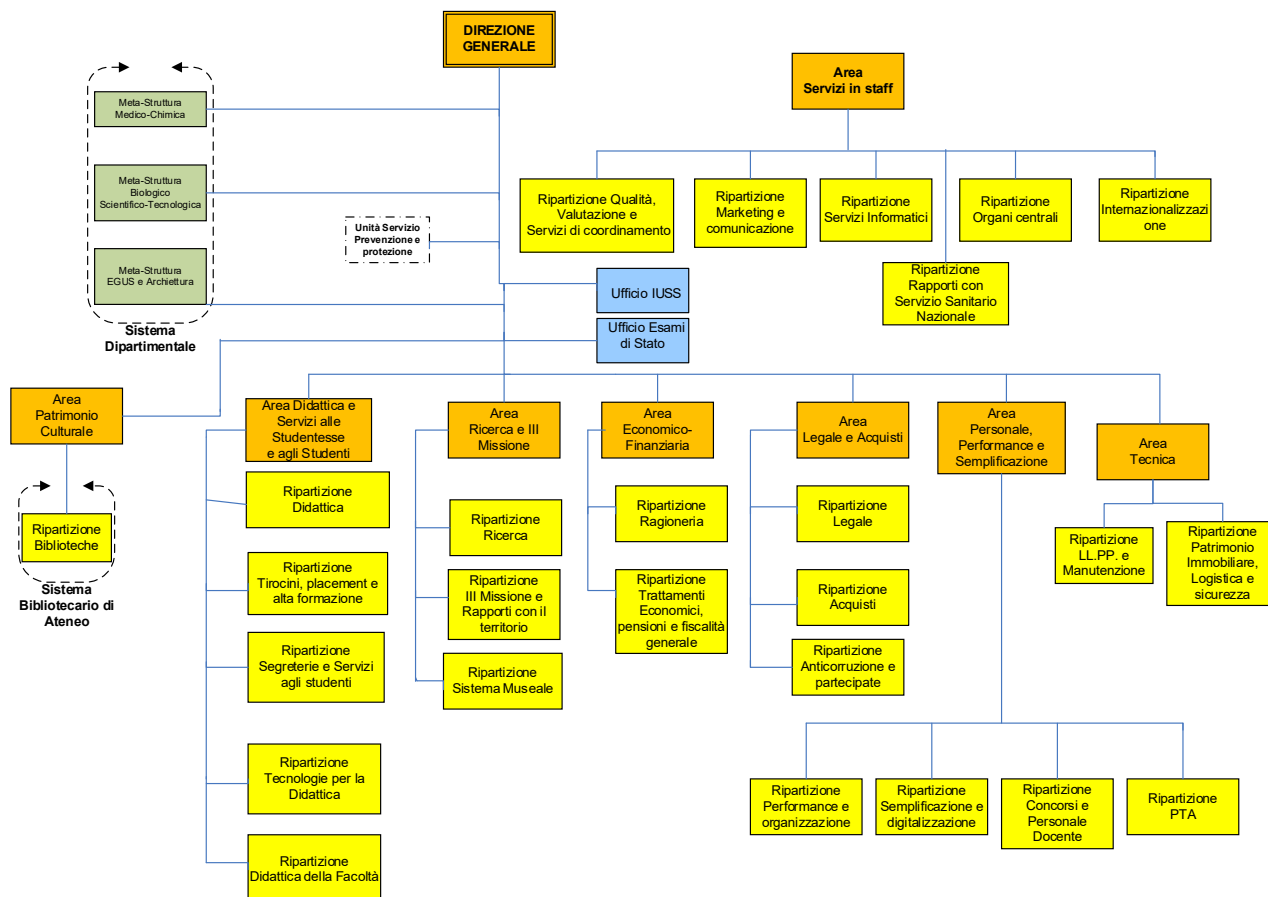 DIREZIONE
GENERALE
Area
Servizi in staff
Meta-Struttura
Medico-Chimica
Meta-Struttura
Biologico
Scientifico-Tecnologica
Meta-Struttura
EGUS e Archiettura
Sistema
Dipartimentale
Unità Servizio
Prevenzione e
protezione
Ripartizione Qualità,
Valutazione e
Servizi di coordinamento
Ripartizione
Marketing e
comunicazione
Ripartizione
Servizi Informatici
Ripartizione
Organi centrali
Ripartizione
Internazionalizzazi
one
Ripartizione
Rapporti con
Servizio Sanitario
Nazionale
Ufficio IUSS
Ufficio Esami
di Stato
Area
Patrimonio
Culturale
Ripartizione
Biblioteche
Sistema
Bibliotecario di
Ateneo
Area Didattica e
Servizi alle
Studentesse
e agli Studenti
Ripartizione
Didattica
Ripartizione
Tirocini, placement e
alta formazione
Ripartizione
Segreterie e Servizi
agli studenti
Ripartizione
Tecnologie per la
Didattica
Ripartizione
Didattica della Facoltà
Area
Ricerca e III
Missione
Ripartizione
Ricerca
Ripartizione
III Missione e
Rapporti con il
territorio
Ripartizione
Sistema Museale
Area
Economico-
Finanziaria
Ripartizione
Ragioneria
Ripartizione
Trattamenti
Economici,
pensioni e fiscalità
generale
Area
Legale e Acquisti
Ripartizione
Legale
Ripartizione
Acquisti
Ripartizione
Anticorruzione e
partecipate
Area
Personale,
Performance e
Semplificazione
Ripartizione
Performance e
organizzazione
Ripartizione
Semplificazione e
digitalizzazione
Ripartizione
Concorsi e
Personale
Docente
Ripartizione
PTA
Area
Tecnica
Ripartizione
LL.PP. e
Manutenzione
Ripartizione
Patrimonio
Immobiliare,
Logistica e
sicurezza